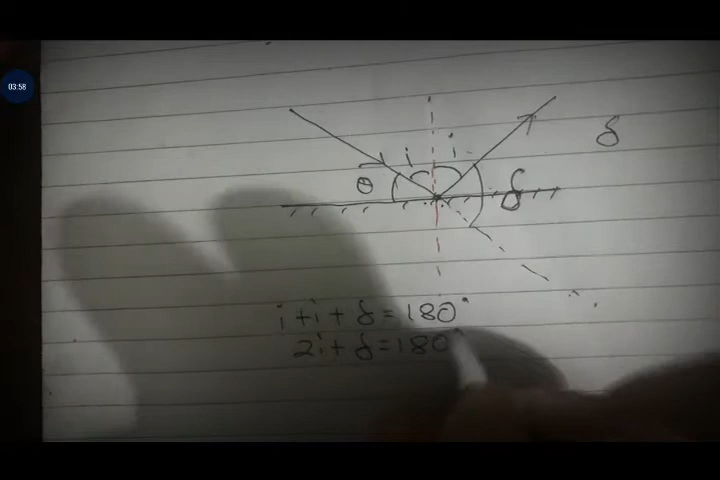 03:58
i i
δ
θ
δ
i + i + δ = 180°
2i + δ = 180°